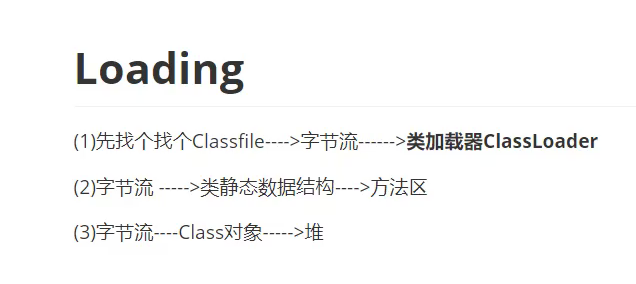 Loading
(1)先找个找个Classfile---->字节流------>类加载器ClassLoader
(2)字节流 ----->类静态数据结构---->方法区
(3)字节流----Class对象----->堆